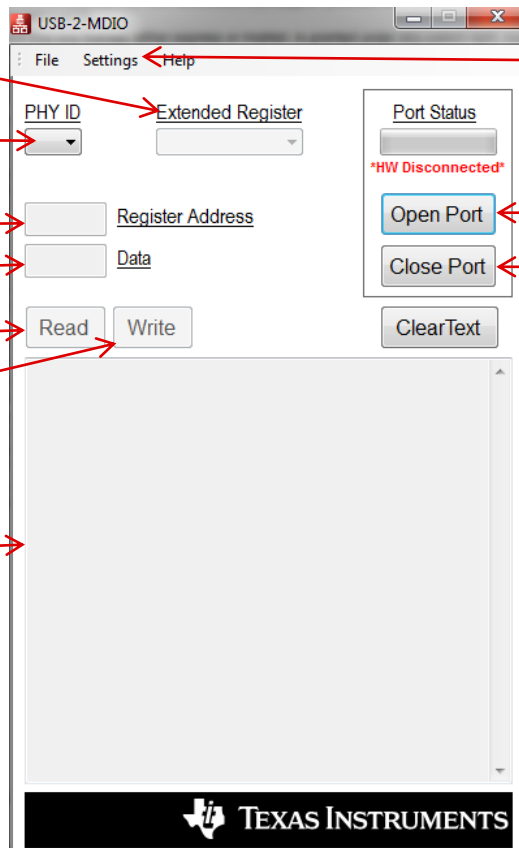 USB-2-MDIO
File Settings Help
PHY ID Extended Register Port Status
*HW Disconnected*
Register Address Open Port
Data Close Port
Read Write ClearText
TEXAS INSTRUMENTS